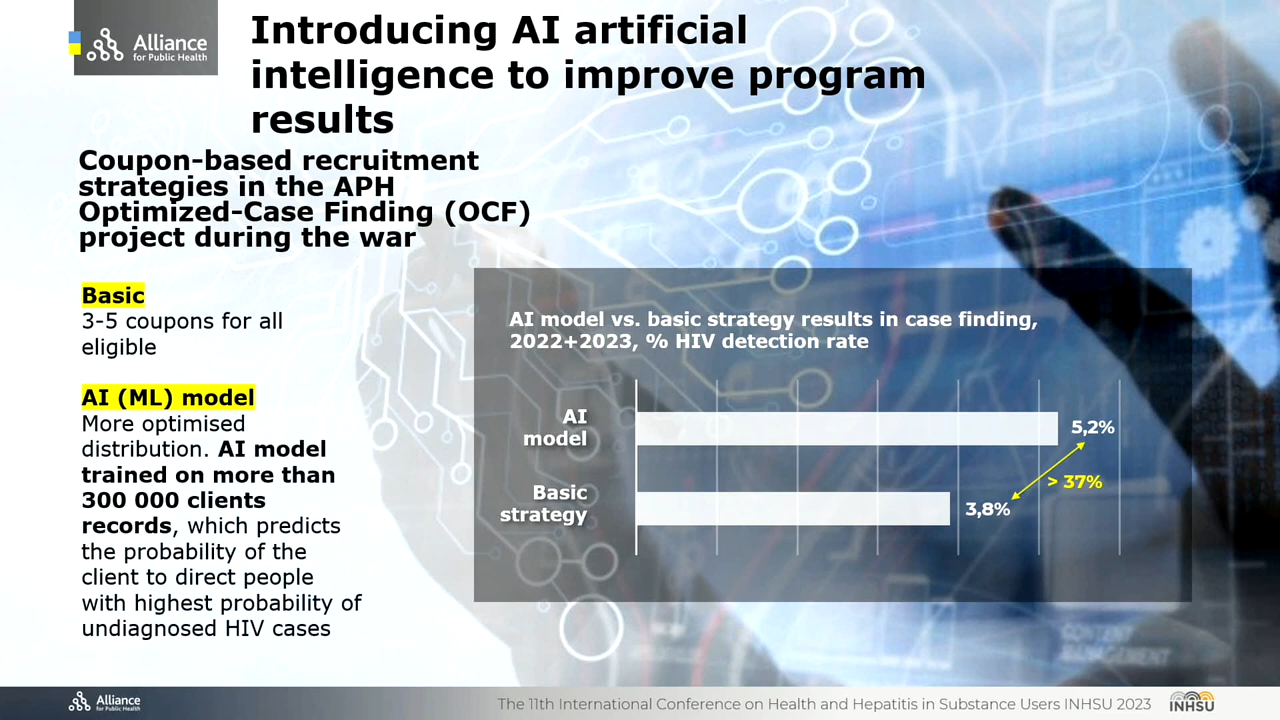 Alliance
for Public Health
Introducing AI artificial
intelligence to improve program
results
Coupon-based recruitment
strategies in the APH
Optimized-Case Finding (OCF)
project during the war
Basic
3-5 coupons for all
eligible
AI (ML) model
More optimised
distribution. AI model
trained on more than
300 000 clients
records, which predicts
the probability of the
client to direct people
with highest probability of
undiagnosed HIV cases
AI model vs. basic strategy results in case finding,
2022+2023, % HIV detection rate
AI
model
5,2%
> 37%
Basic
strategy
3,8%
CONTENT
MANAGEMENT
Alliance
for Public Health
The 11th International Conference on Health and Hepatitis in Substance Users INHSU 2023
INHSU